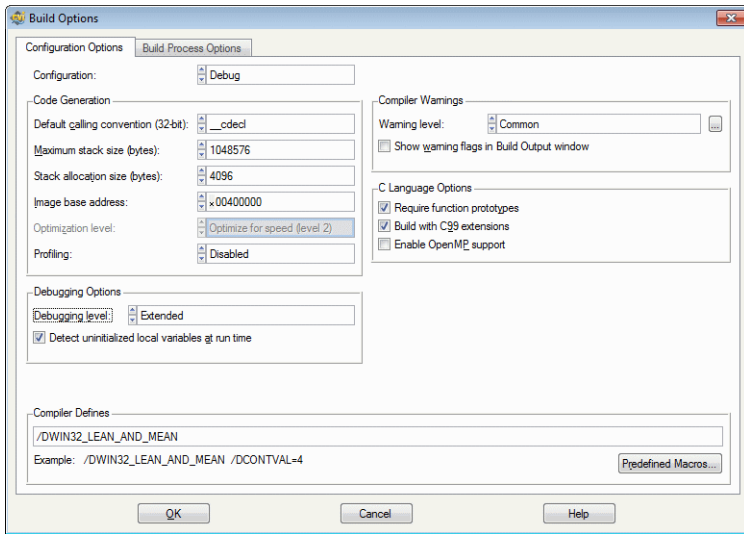 Build Options
Configuration Options
Build Process Options
Configuration: Debug
Code Generation
Default calling convention (32-bit): __cdecl
Maximum stack size (bytes): 1048576
Stack allocation size (bytes): 4096
Image base address: x00400000
Optimization level: Optimize for speed (level 2)
Profiling: Disabled
Compiler Warnings
Warning level: Common ...
Show warning flags in Build Output window
C Language Options
Require function prototypes
Build with C99 extensions
Enable OpenMP support
Debugging Options
Debugging level: Extended
Detect uninitialized local variables at run time
Compiler Defines
/DWIN32_LEAN_AND_MEAN
Example: /DWIN32_LEAN_AND_MEAN /DCONTVAL=4
Predefined Macros...
OK
Cancel
Help